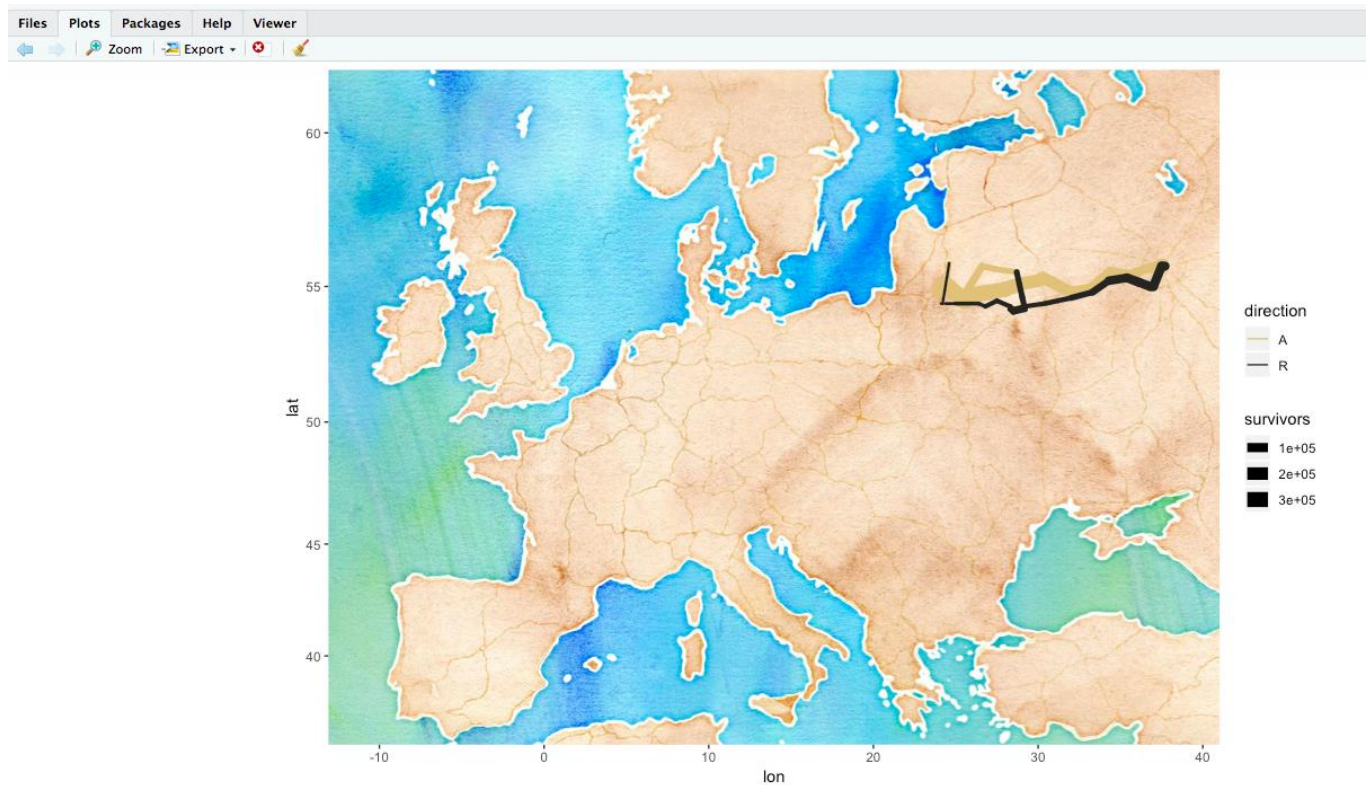 Files Plots Packages Help Viewer
Zoom Export
60
55
50
45
40
lat
-10 0 10 20 30 40
lon
direction
A
R
survivors
1e+05
2e+05
3e+05